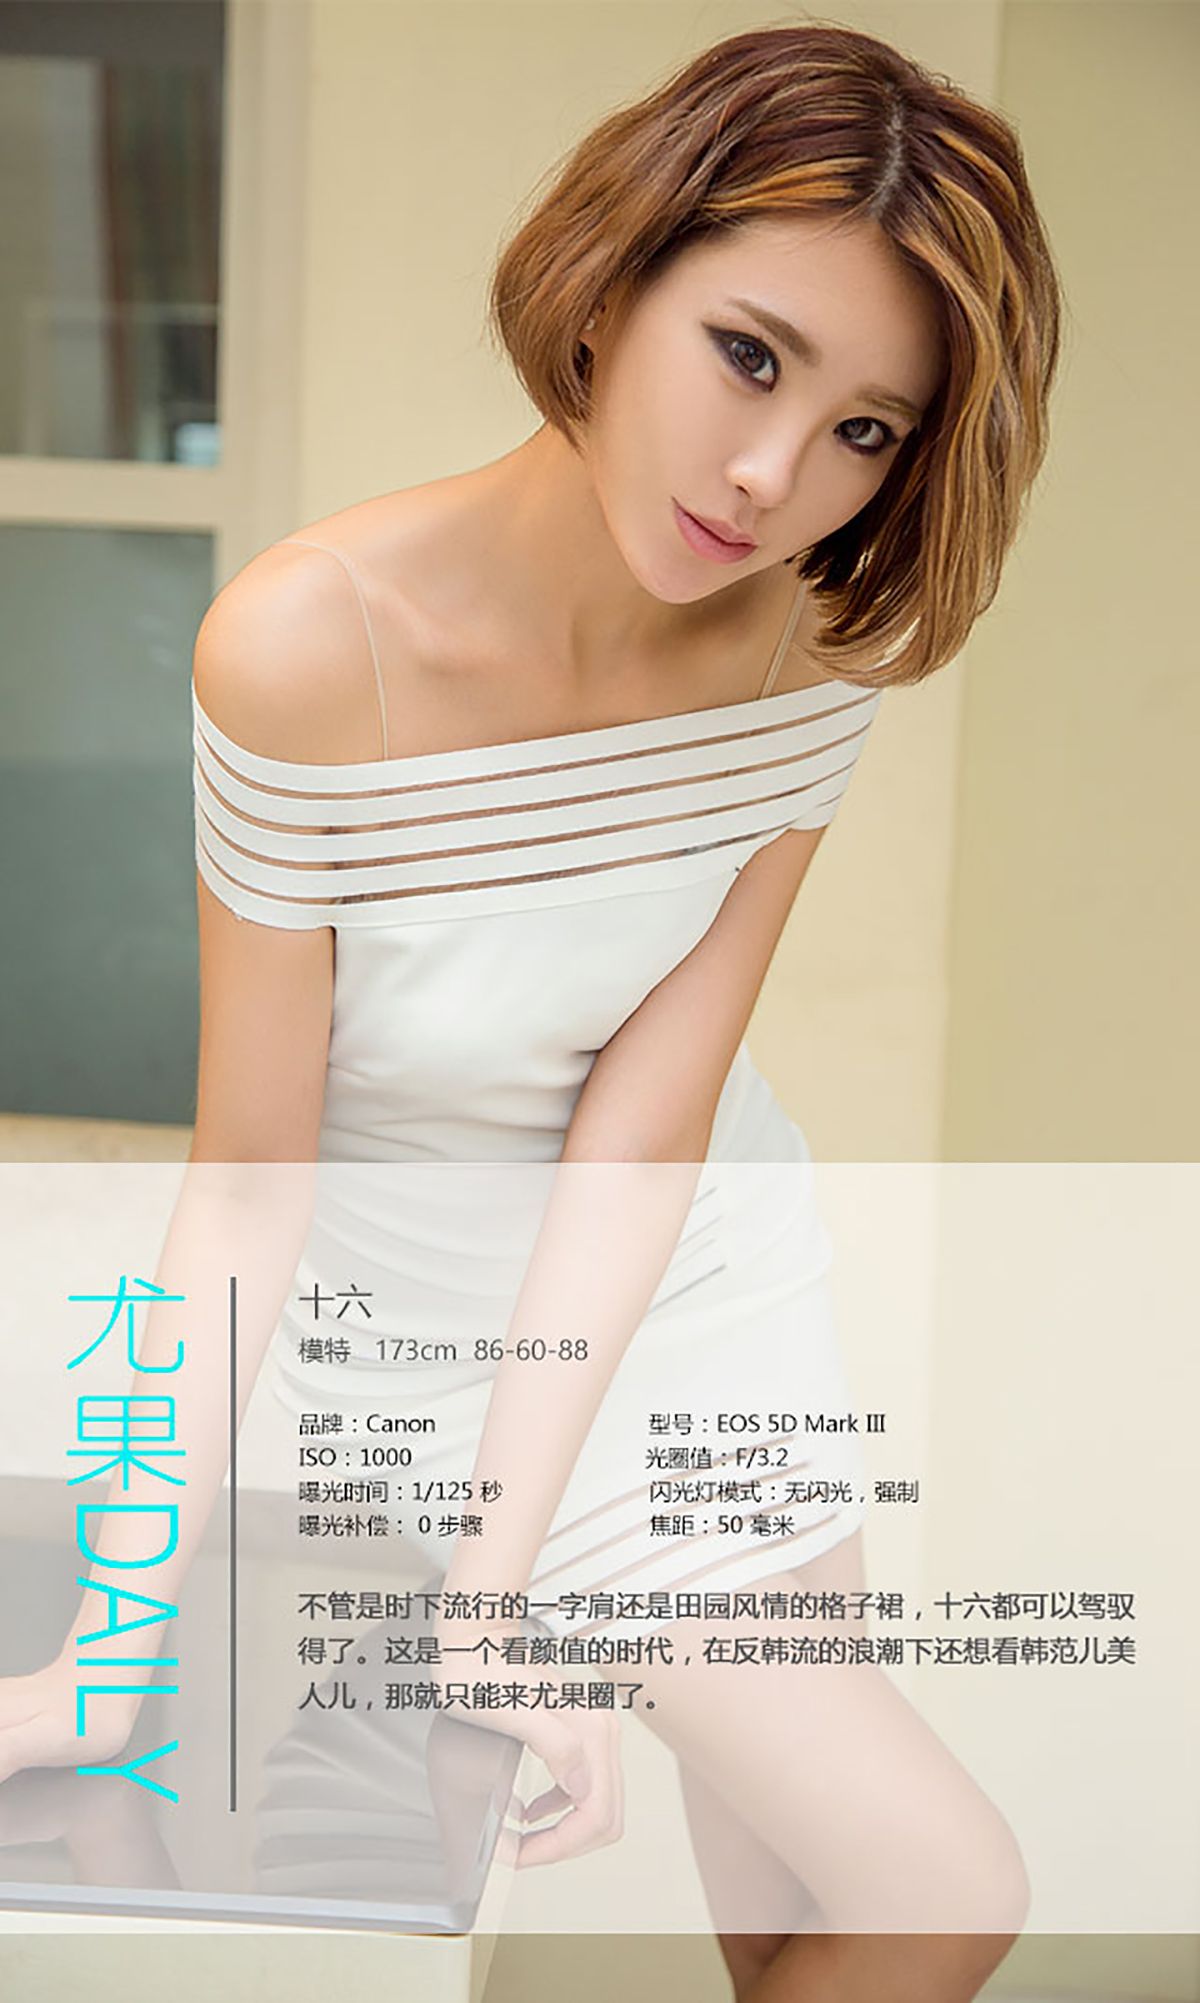 尤果DAILY
十六
模特 173cm 86-60-88
品牌：Canon 型号：EOS 5D Mark III
ISO：1000 光圈值：F/3.2
曝光时间：1/125 秒 闪光灯模式：无闪光，强制
曝光补偿： 0 步骤 焦距：50 毫米
不管是时下流行的一字肩还是田园风情的格子裙，十六都可以驾驭
得了。这是一个看颜值的时代，在反韩流的浪潮下还想看韩范儿美
人儿，那就只能来尤果圈了。